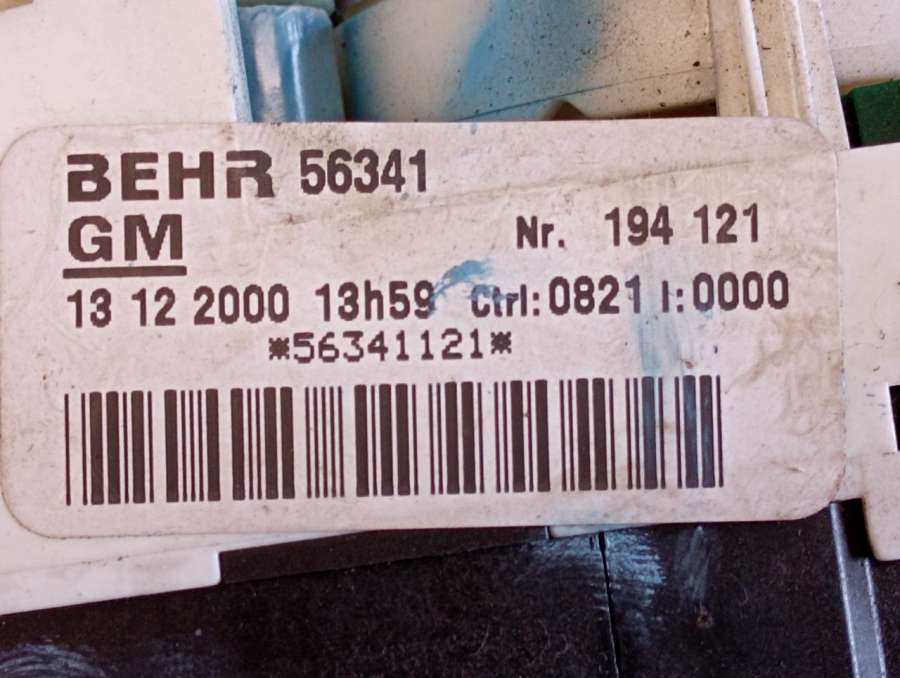 BEHR 56341
GM Nr. 194 121
13 12 2000 13h59 Ctrl:0821 I:0000
*56341121*